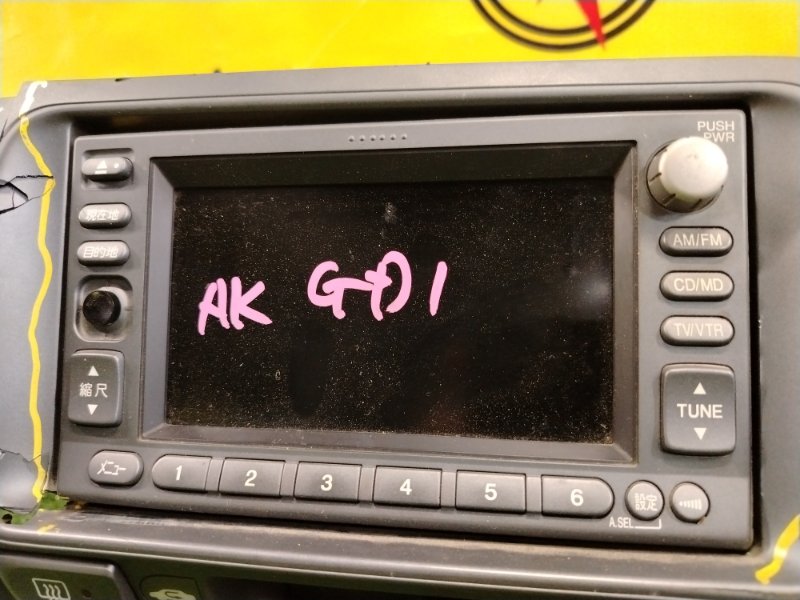 PUSH
PWR
現在地
目的地
縮尺
メニュー
AK GD1
AM/FM
CD/MD
TV/VTR
TUNE
1 2 3 4 5 6 設定
A.SEL